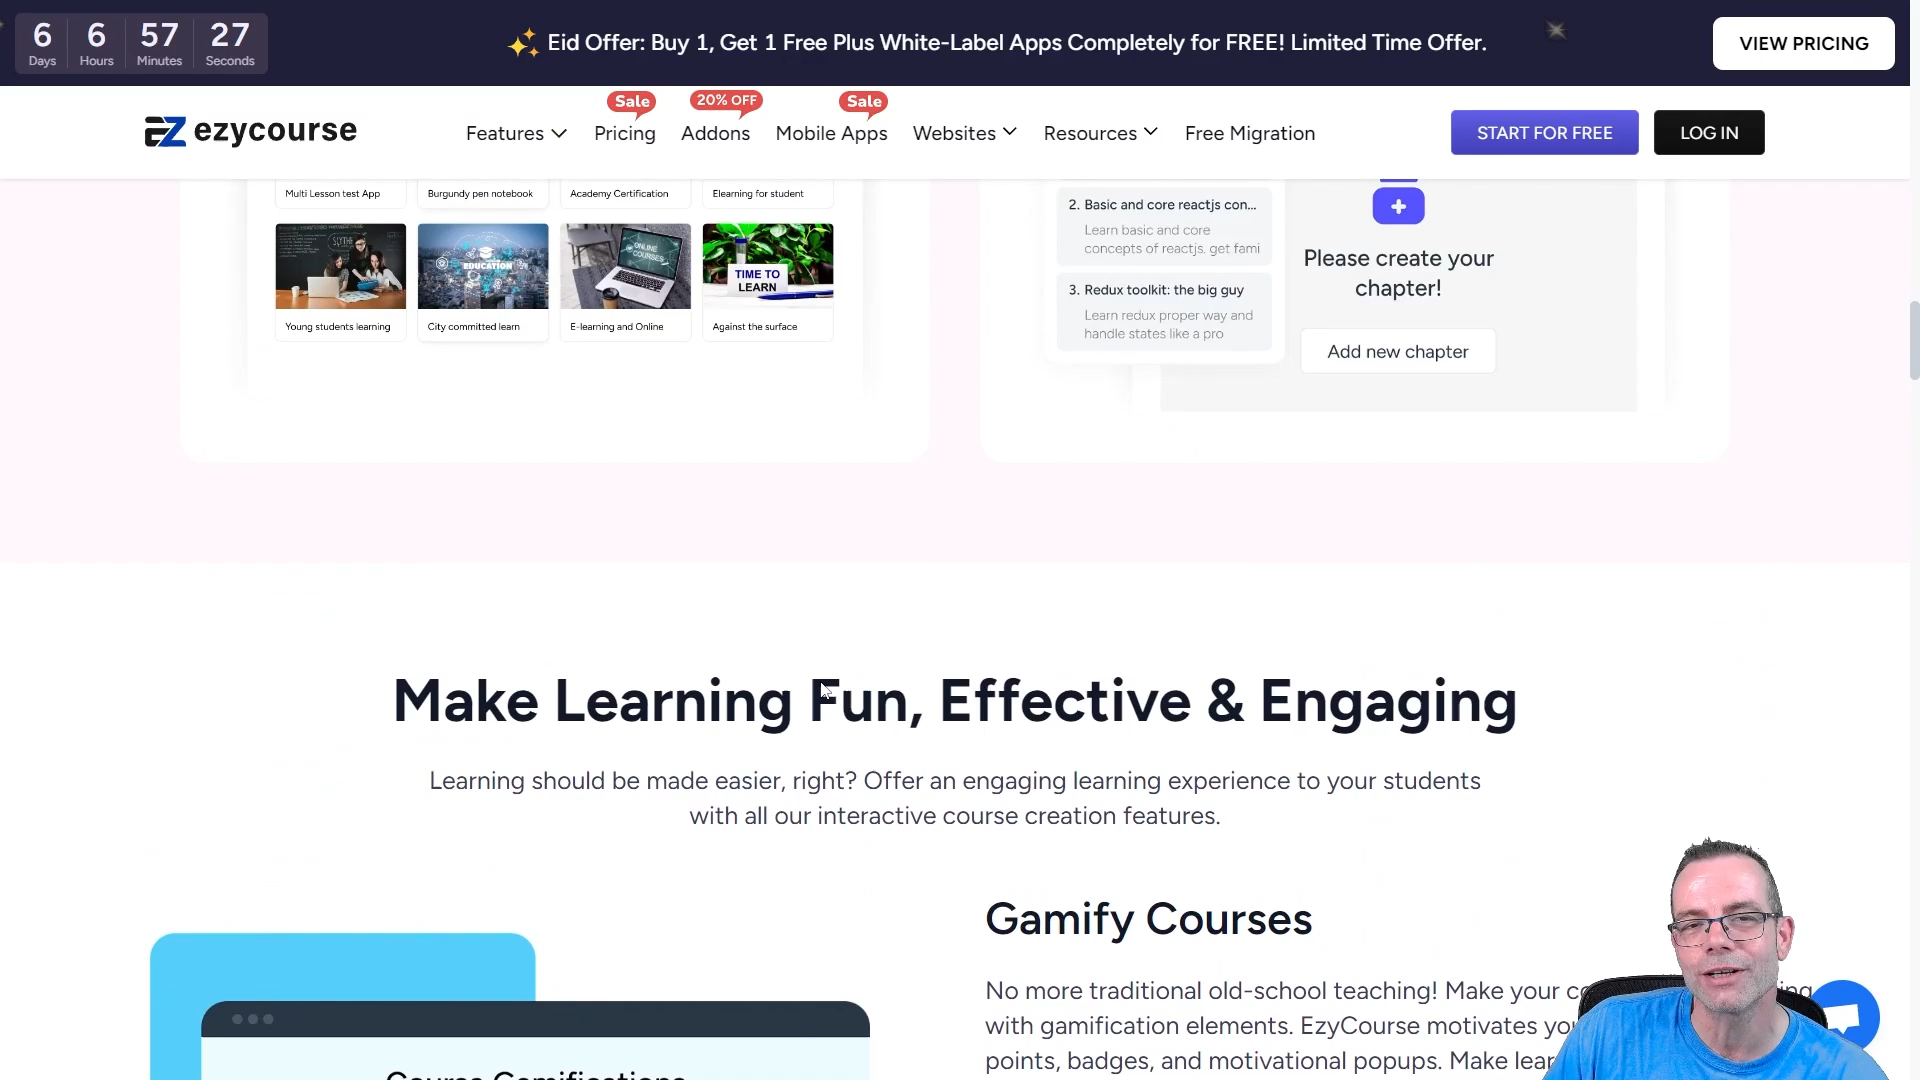 6 6 57 27
Days Hours Minutes Seconds
Eid Offer: Buy 1, Get 1 Free Plus White-Label Apps Completely for FREE! Limited Time Offer.
VIEW PRICING
ezycourse
Features
Sale
Pricing
20% OFF
Addons
Sale
Mobile Apps
Websites
Resources
Free Migration
START FOR FREE
LOG IN
Multi Lesson test App
Burgundy pen notebook
Academy Certification
Elearning for student
EDUCATION
ONLINE
COURSES
TIME TO
LEARN
Young students learning
City committed learn
E-learning and Online
Against the surface
2. Basic and core reactjs con...
Learn basic and core
concepts of reactjs. get fami
3. Redux toolkit: the big guy
Learn redux proper way and
handle states like a pro
Please create your
chapter!
Add new chapter
Make Learning Fun, Effective & Engaging
Learning should be made easier, right? Offer an engaging learning experience to your students
with all our interactive course creation features.
Gamify Courses
No more traditional old-school teaching! Make your
with gamification elements. EzyCourse motivates
points, badges, and motivational popups. Make
Course Gamifications